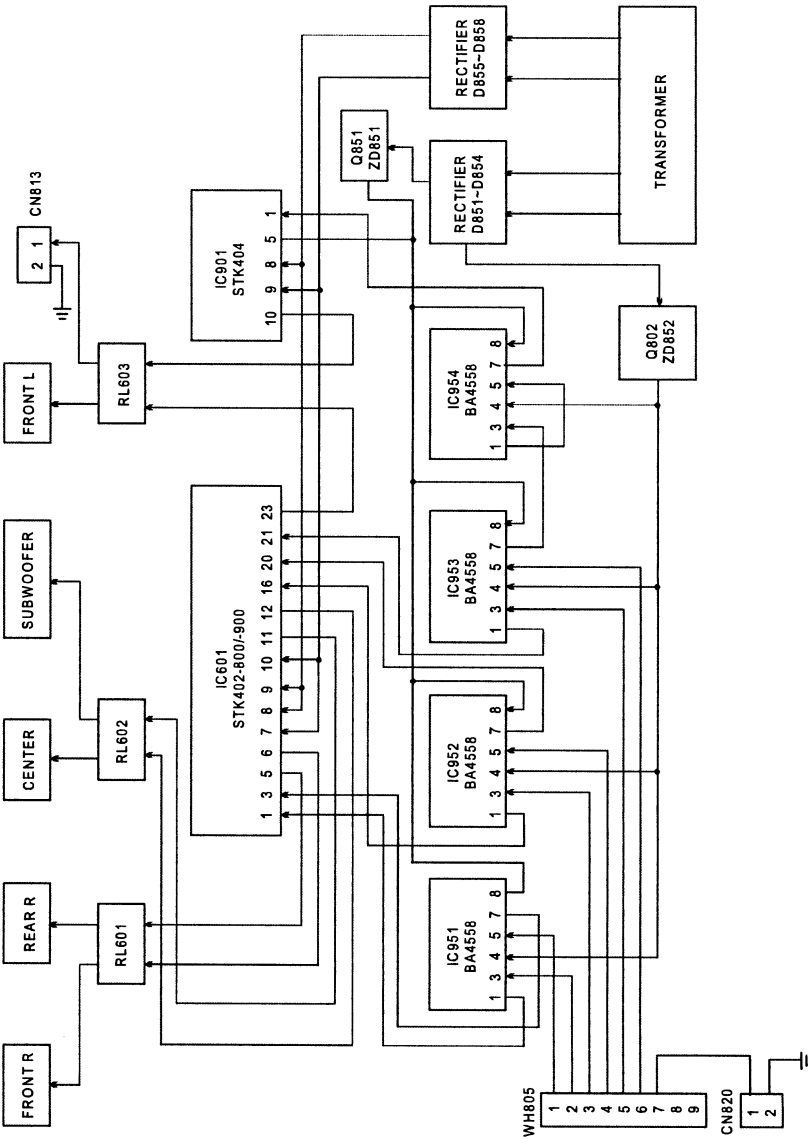 FRONT R
REAR R
CENTER
SUBWOOFER
FRONT L
2 1
CN813
RL601
RL602
RL603
IC601
STK402-800/-900
1 3 5 6 7 8 9 10 11 12 16 20 21 23
IC901
STK404
10 9 8 5 1
Q851
ZD851
IC951
BA4558
1 3 4 5 7 8
IC952
BA4558
1 3 4 5 7 8
IC953
BA4558
1 3 4 5 7 8
IC954
BA4558
1 3 4 5 7 8
RECTIFIER
D851~D854
RECTIFIER
D855~D858
WH805
1
2
3
4
5
6
7
8
9
Q802
ZD852
TRANSFORMER
CN820
1
2